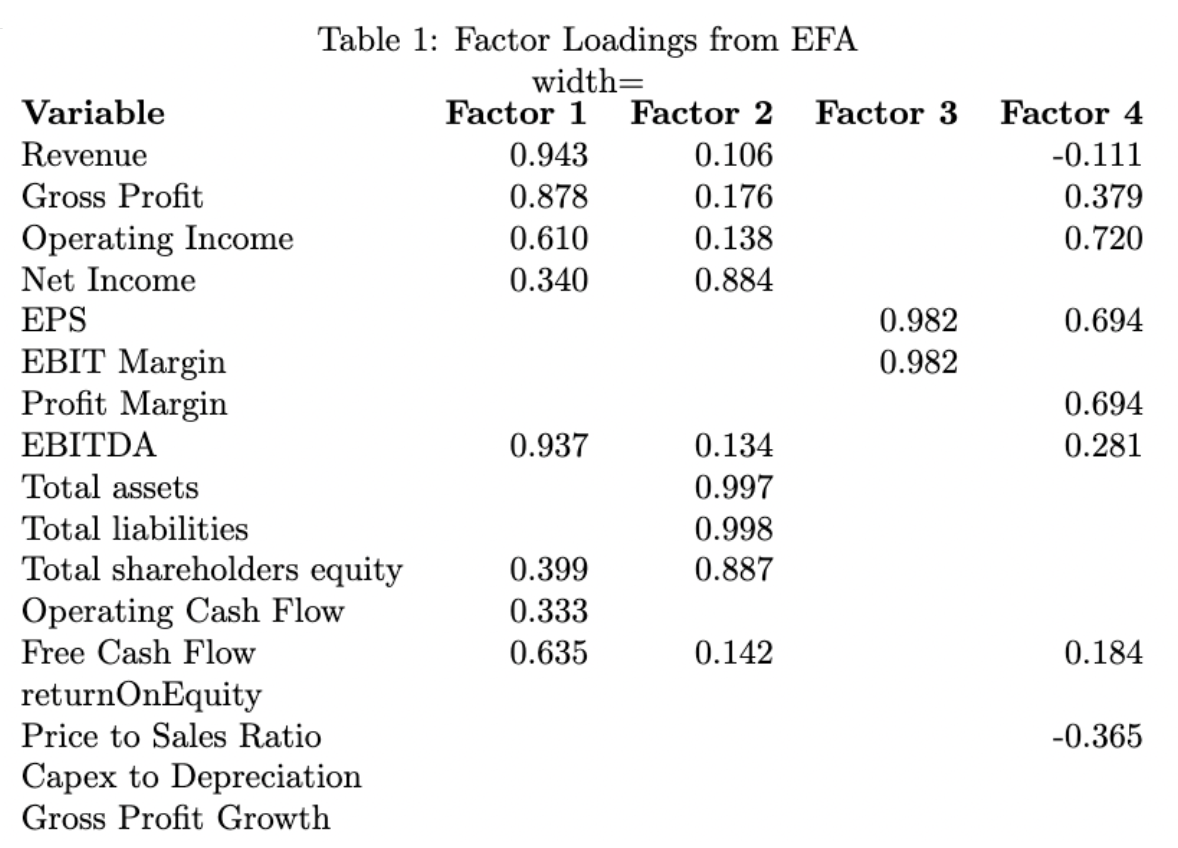 Table 1: Factor Loadings from EFA
width=
Variable Factor 1 Factor 2 Factor 3 Factor 4
Revenue 0.943 0.106 -0.111
Gross Profit 0.878 0.176 0.379
Operating Income 0.610 0.138 0.720
Net Income 0.340 0.884
EPS 0.982 0.694
EBIT Margin 0.982
Profit Margin 0.694
EBITDA 0.937 0.134 0.281
Total assets 0.997
Total liabilities 0.998
Total shareholders equity 0.399 0.887
Operating Cash Flow 0.333
Free Cash Flow 0.635 0.142 0.184
returnOnEquity
Price to Sales Ratio -0.365
Capex to Depreciation
Gross Profit Growth